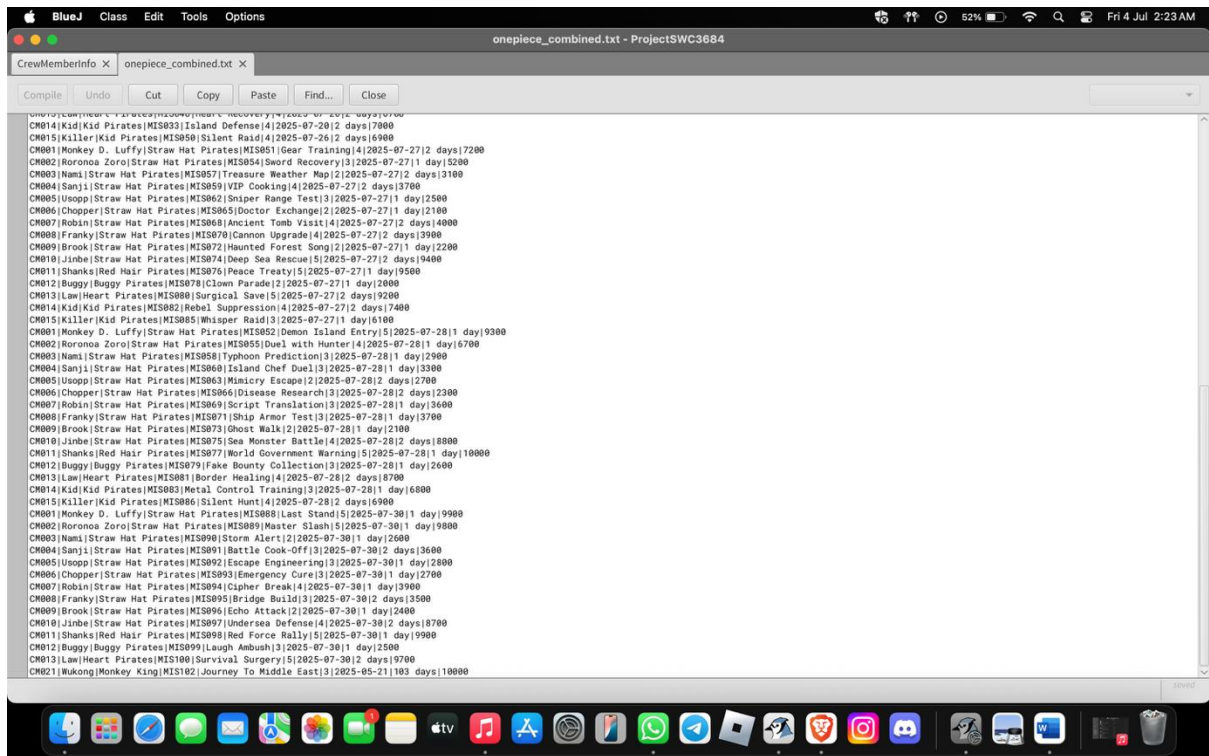 BlueJ Class Edit Tools Options 52% Fri 4 Jul 2:23 AM
onepiece_combined.txt - ProjectSWC3684
CrewMemberInfo X onepiece_combined.txt X
Compile Undo Cut Copy Paste Find... Close
CM014|Kid|Kid Pirates|MIS033|Island Defense|4|2025-07-20|2 days|7000
CM015|Killer|Kid Pirates|MIS050|Silent Raid|4|2025-07-26|2 days|6900
CM001|Monkey D. Luffy|Straw Hat Pirates|MIS051|Gear Training|4|2025-07-27|2 days|7200
CM002|Roronoa Zoro|Straw Hat Pirates|MIS054|Sword Recovery|3|2025-07-27|1 day|5200
CM003|Nami|Straw Hat Pirates|MIS057|Treasure Weather Map|2|2025-07-27|2 days|3100
CM004|Sanji|Straw Hat Pirates|MIS059|VIP Cooking|4|2025-07-27|2 days|3700
CM005|Usopp|Straw Hat Pirates|MIS062|Sniper Range Test|3|2025-07-27|1 day|2500
CM006|Chopper|Straw Hat Pirates|MIS065|Doctor Exchange|2|2025-07-27|1 day|2100
CM007|Robin|Straw Hat Pirates|MIS068|Ancient Tomb Visit|4|2025-07-27|2 days|4000
CM008|Franky|Straw Hat Pirates|MIS070|Cannon Upgrade|4|2025-07-27|2 days|3900
CM009|Brook|Straw Hat Pirates|MIS072|Haunted Forest Song|2|2025-07-27|1 day|2200
CM010|Jinbe|Straw Hat Pirates|MIS074|Deep Sea Rescue|5|2025-07-27|2 days|9400
CM011|Shanks|Red Hair Pirates|MIS076|Peace Treaty|5|2025-07-27|1 day|9500
CM012|Buggy|Buggy Pirates|MIS078|Clown Parade|2|2025-07-27|1 day|2000
CM013|Law|Heart Pirates|MIS080|Surgical Save|5|2025-07-27|2 days|9200
CM014|Kid|Kid Pirates|MIS082|Rebel Suppression|4|2025-07-27|2 days|7400
CM015|Killer|Kid Pirates|MIS085|Whisper Raid|3|2025-07-27|1 day|6100
CM001|Monkey D. Luffy|Straw Hat Pirates|MIS052|Demon Island Entry|5|2025-07-28|1 day|9300
CM002|Roronoa Zoro|Straw Hat Pirates|MIS055|Duel with Hunter|4|2025-07-28|1 day|6700
CM003|Nami|Straw Hat Pirates|MIS058|Typhoon Prediction|3|2025-07-28|1 day|2900
CM004|Sanji|Straw Hat Pirates|MIS060|Island Chef Duel|3|2025-07-28|1 day|3300
CM005|Usopp|Straw Hat Pirates|MIS063|Mimicry Escape|2|2025-07-28|2 days|2700
CM006|Chopper|Straw Hat Pirates|MIS066|Disease Research|3|2025-07-28|2 days|2300
CM007|Robin|Straw Hat Pirates|MIS069|Script Translation|3|2025-07-28|1 day|3600
CM008|Franky|Straw Hat Pirates|MIS071|Ship Armor Test|3|2025-07-28|1 day|3700
CM009|Brook|Straw Hat Pirates|MIS073|Ghost Walk|2|2025-07-28|1 day|2100
CM010|Jinbe|Straw Hat Pirates|MIS075|Sea Monster Battle|4|2025-07-28|2 days|8800
CM011|Shanks|Red Hair Pirates|MIS077|World Government Warning|5|2025-07-28|1 day|10000
CM012|Buggy|Buggy Pirates|MIS079|Fake Bounty Collection|3|2025-07-28|1 day|2600
CM013|Law|Heart Pirates|MIS081|Border Healing|4|2025-07-28|2 days|8700
CM014|Kid|Kid Pirates|MIS083|Metal Control Training|3|2025-07-28|1 day|6800
CM015|Killer|Kid Pirates|MIS086|Silent Hunt|4|2025-07-28|2 days|6900
CM001|Monkey D. Luffy|Straw Hat Pirates|MIS088|Last Stand|5|2025-07-30|1 day|9900
CM002|Roronoa Zoro|Straw Hat Pirates|MIS089|Master Slash|5|2025-07-30|1 day|9800
CM003|Nami|Straw Hat Pirates|MIS090|Storm Alert|2|2025-07-30|1 day|2600
CM004|Sanji|Straw Hat Pirates|MIS091|Battle Cook-Off|3|2025-07-30|2 days|3600
CM005|Usopp|Straw Hat Pirates|MIS092|Escape Engineering|3|2025-07-30|1 day|2800
CM006|Chopper|Straw Hat Pirates|MIS093|Emergency Cure|3|2025-07-30|1 day|2700
CM007|Robin|Straw Hat Pirates|MIS094|Cipher Break|4|2025-07-30|1 day|3900
CM008|Franky|Straw Hat Pirates|MIS095|Bridge Build|3|2025-07-30|2 days|3500
CM009|Brook|Straw Hat Pirates|MIS096|Echo Attack|2|2025-07-30|1 day|2400
CM010|Jinbe|Straw Hat Pirates|MIS097|Undersea Defense|4|2025-07-30|2 days|8700
CM011|Shanks|Red Hair Pirates|MIS098|Red Force Rally|5|2025-07-30|1 day|9900
CM012|Buggy|Buggy Pirates|MIS099|Laugh Ambush|3|2025-07-30|1 day|2500
CM013|Law|Heart Pirates|MIS100|Survival Surgery|5|2025-07-30|2 days|9700
CM021|Wukong|Monkey King|MIS102|Journey To Middle East|3|2025-05-21|103 days|10000
saved
1
tv
W